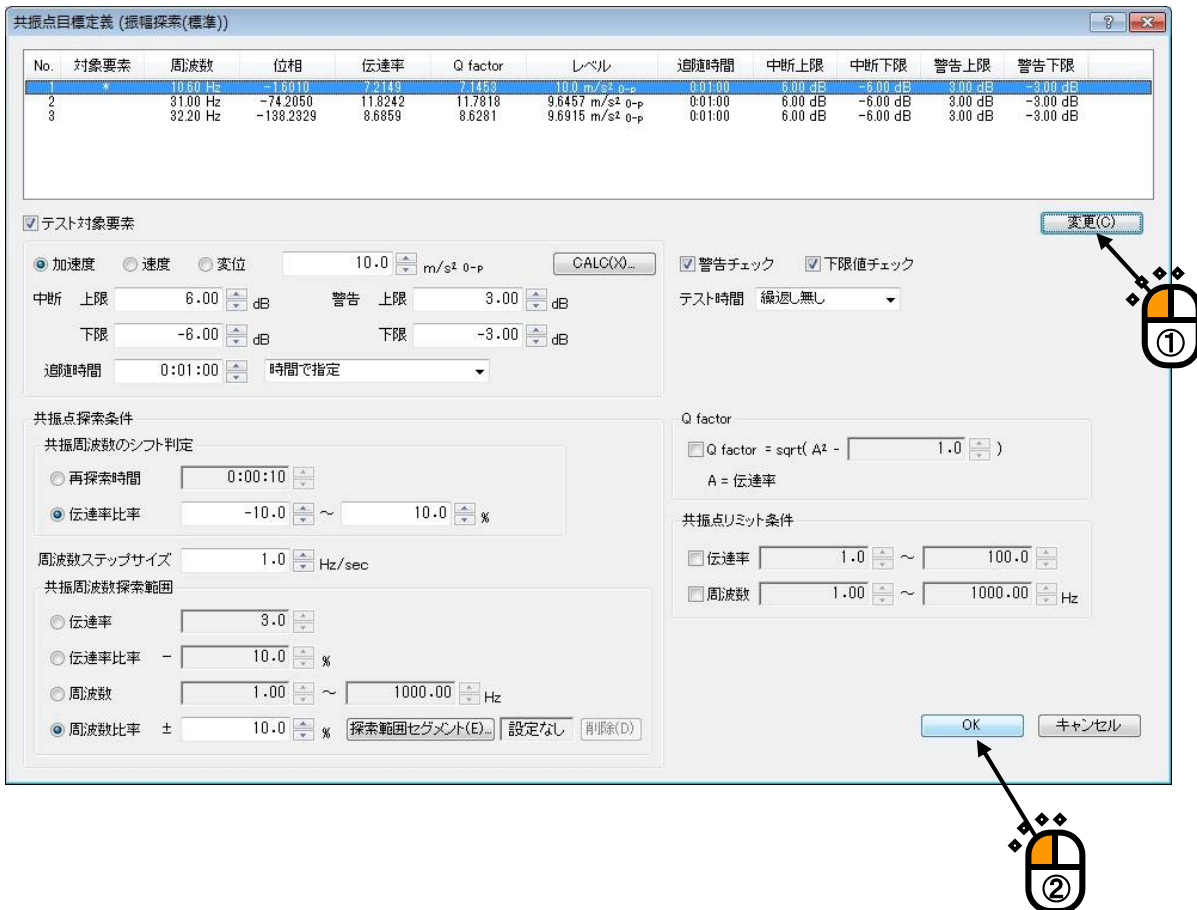 共振点目標定義 (振幅探索(標準))
No. 対象要素 周波数 位相 伝達率 Q factor レベル 追随時間 中断上限 中断下限 警告上限 警告下限
1 * 10.60 Hz -1.6010 7.2149 7.1453 10.0 m/s² 0-p 0:01:00 6.00 dB -6.00 dB 3.00 dB -3.00 dB
2 31.00 Hz -74.2050 11.8242 11.7818 9.6457 m/s² 0-p 0:01:00 6.00 dB -6.00 dB 3.00 dB -3.00 dB
3 32.20 Hz -138.2329 8.6859 8.6281 9.6915 m/s² 0-p 0:01:00 6.00 dB -6.00 dB 3.00 dB -3.00 dB
テスト対象要素 変更(C)
加速度 速度 変位 10.0 m/s² 0-p CALC(X)... 警告チェック 下限値チェック
中断 上限 6.00 dB 警告 上限 3.00 dB テスト時間 繰返し無し
下限 -6.00 dB 下限 -3.00 dB
①
追随時間 0:01:00 時間で指定
共振点探索条件 Q factor
共振周波数のシフト判定
Q factor = sqrt( A² - 1.0 )
再探索時間 0:00:10
A = 伝達率
伝達率比率 -10.0 ～ 10.0 %
共振点リミット条件
周波数ステップサイズ 1.0 Hz/sec 伝達率 1.0 ～ 100.0
共振周波数探索範囲 周波数 1.00 ～ 1000.00 Hz
伝達率 3.0
伝達率比率 - 10.0 %
周波数 1.00 ～ 1000.00 Hz
周波数比率 ± 10.0 % 探索範囲セグメント(E)... 設定なし 削除(D) OK キャンセル
②